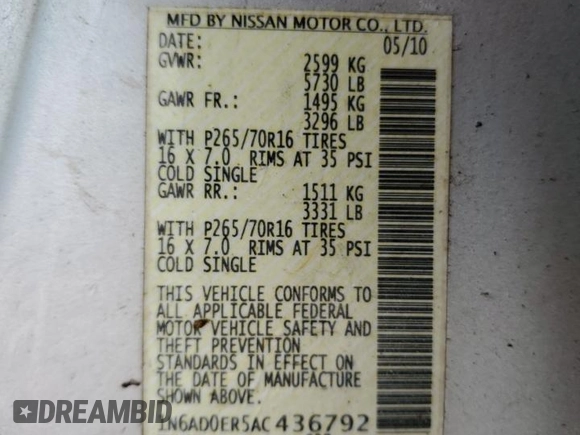 MFD BY NISSAN MOTOR CO., LTD.
DATE: 05/10
GVWR: 2599 KG
5730 LB
GAWR FR.: 1495 KG
3296 LB
WITH P265/70R16 TIRES
16 X 7.0 RIMS AT 35 PSI
COLD SINGLE
GAWR RR.: 1511 KG
3331 LB
WITH P265/70R16 TIRES
16 X 7.0 RIMS AT 35 PSI
COLD SINGLE
THIS VEHICLE CONFORMS TO
ALL APPLICABLE FEDERAL
MOTOR VEHICLE SAFETY AND
THEFT PREVENTION
STANDARDS IN EFFECT ON
THE DATE OF MANUFACTURE
SHOWN ABOVE.
1N6AD0ER5AC436792
DREAMBID